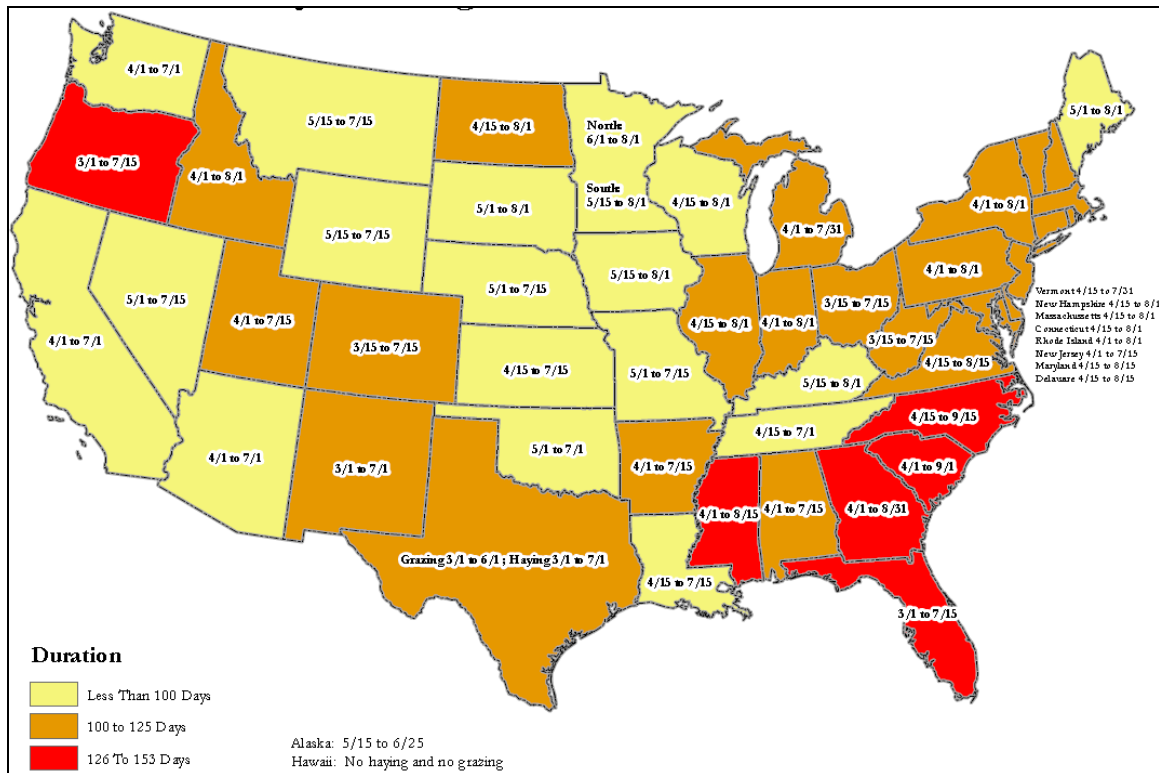 4/1 to 7/1
5/15 to 7/15
4/15 to 8/1
North:
6/1 to 8/1
5/1 to 8/1
3/1 to 7/15
4/1 to 8/1
5/15 to 7/15
5/1 to 8/1
South:
5/15 to 8/1
4/15 to 8/1
4/1 to 7/31
4/1 to 8/1
4/1 to 8/1
5/1 to 7/15
4/1 to 7/15
5/1 to 7/15
5/15 to 8/1
4/15 to 8/1
4/1 to 8/1
3/15 to 7/15
3/15 to 7/15
4/15 to 8/15
Vermont 4/15 to 7/31
New Hampshire 4/15 to 8/1
Massachussetts 4/15 to 8/1
Connecticut 4/15 to 8/1
Rhode Island 4/1 to 8/1
New Jersey 4/1 to 7/15
Maryland 4/15 to 8/15
Delaware 4/15 to 8/15
4/1 to 7/1
3/15 to 7/15
4/15 to 7/15
5/1 to 7/15
5/15 to 8/1
4/1 to 7/1
3/1 to 7/1
5/1 to 7/1
4/1 to 7/15
4/15 to 7/1
4/15 to 9/15
4/1 to 9/1
4/1 to 8/15
4/1 to 7/15
4/1 to 8/31
Grazing 3/1 to 6/1 ; Haying 3/1 to 7/1
4/15 to 7/15
3/1 to 7/15
Duration
Less Than 100 Days
100 to 125 Days
126 To 153 Days
Alaska: 5/15 to 6/25
Hawaii: No haying and no grazing